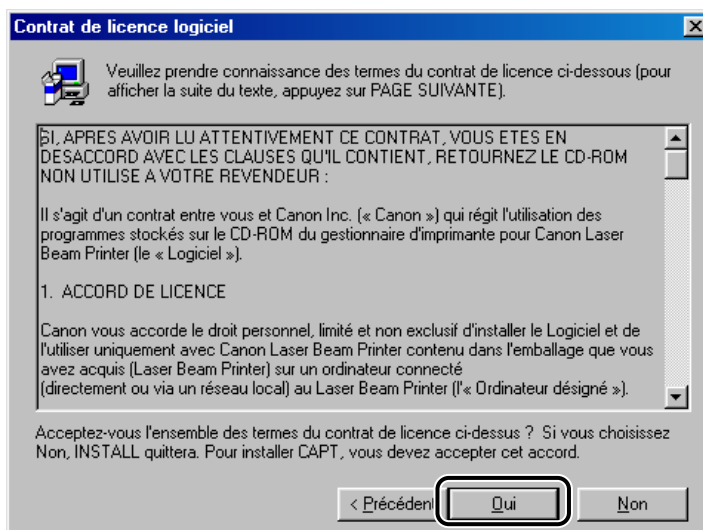 Contrat de licence logiciel
Veuillez prendre connaissance des termes du contrat de licence ci-dessous (pour
afficher la suite du texte, appuyez sur PAGE SUIVANTE).
SI, APRES AVOIR LU ATTENTIVEMENT CE CONTRAT, VOUS ETES EN
DESACCORD AVEC LES CLAUSES QU'IL CONTIENT, RETOURNEZ LE CD-ROM
NON UTILISE A VOTRE REVENDEUR :
Il s'agit d'un contrat entre vous et Canon Inc. (« Canon ») qui régit l'utilisation des
programmes stockés sur le CD-ROM du gestionnaire d'imprimante pour Canon Laser
Beam Printer (le « Logiciel »).
1. ACCORD DE LICENCE
Canon vous accorde le droit personnel, limité et non exclusif d'installer le Logiciel et de
l'utiliser uniquement avec Canon Laser Beam Printer contenu dans l'emballage que vous
avez acquis (Laser Beam Printer) sur un ordinateur connecté
(directement ou via un réseau local) au Laser Beam Printer (l'« Ordinateur désigné »).
Acceptez-vous l'ensemble des termes du contrat de licence ci-dessus ? Si vous choisissez
Non, INSTALL quittera. Pour installer CAPT, vous devez accepter cet accord.
< Précédent Oui Non